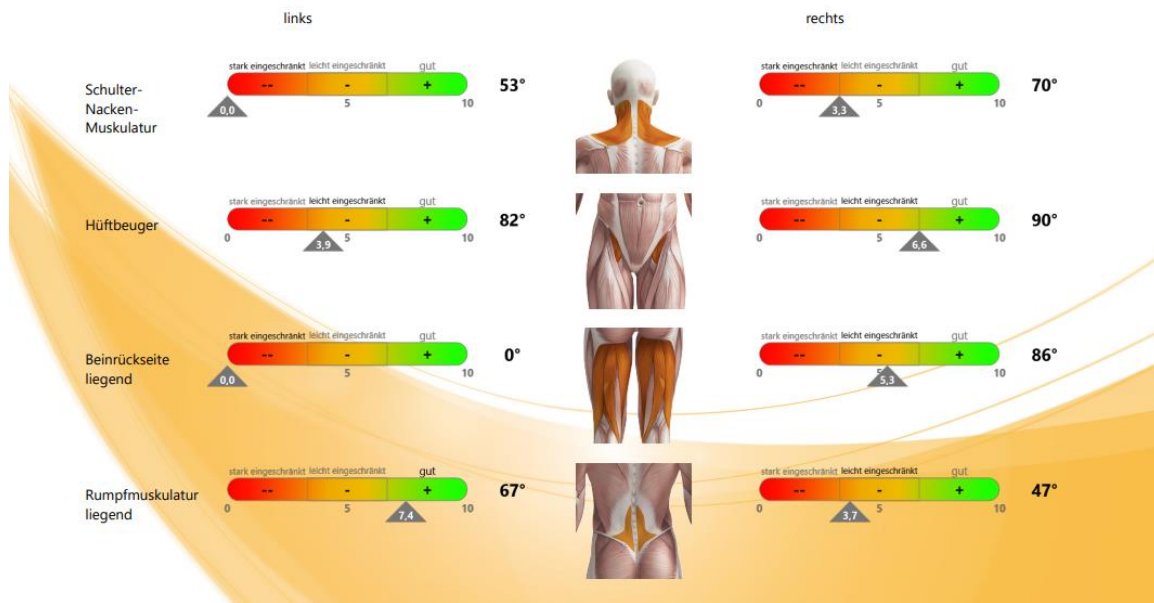 links rechts
stark eingeschränkt leicht eingeschränkt gut
-- - +
0 5 10
0,0
53°
Schulter-
Nacken-
Muskulatur
stark eingeschränkt leicht eingeschränkt gut
-- - +
0 5 10
3,3
70°
stark eingeschränkt leicht eingeschränkt gut
-- - +
0 5 10
3,9
82°
Hüftbeuger
stark eingeschränkt leicht eingeschränkt gut
-- - +
0 5 10
6,6
90°
stark eingeschränkt leicht eingeschränkt gut
-- - +
0 5 10
0,0
0°
Beinrückseite
liegend
stark eingeschränkt leicht eingeschränkt gut
-- - +
0 5 10
5,3
86°
stark eingeschränkt leicht eingeschränkt gut
-- - +
0 5 10
7,4
67°
Rumpfmuskulatur
liegend
stark eingeschränkt leicht eingeschränkt gut
-- - +
0 5 10
3,7
47°